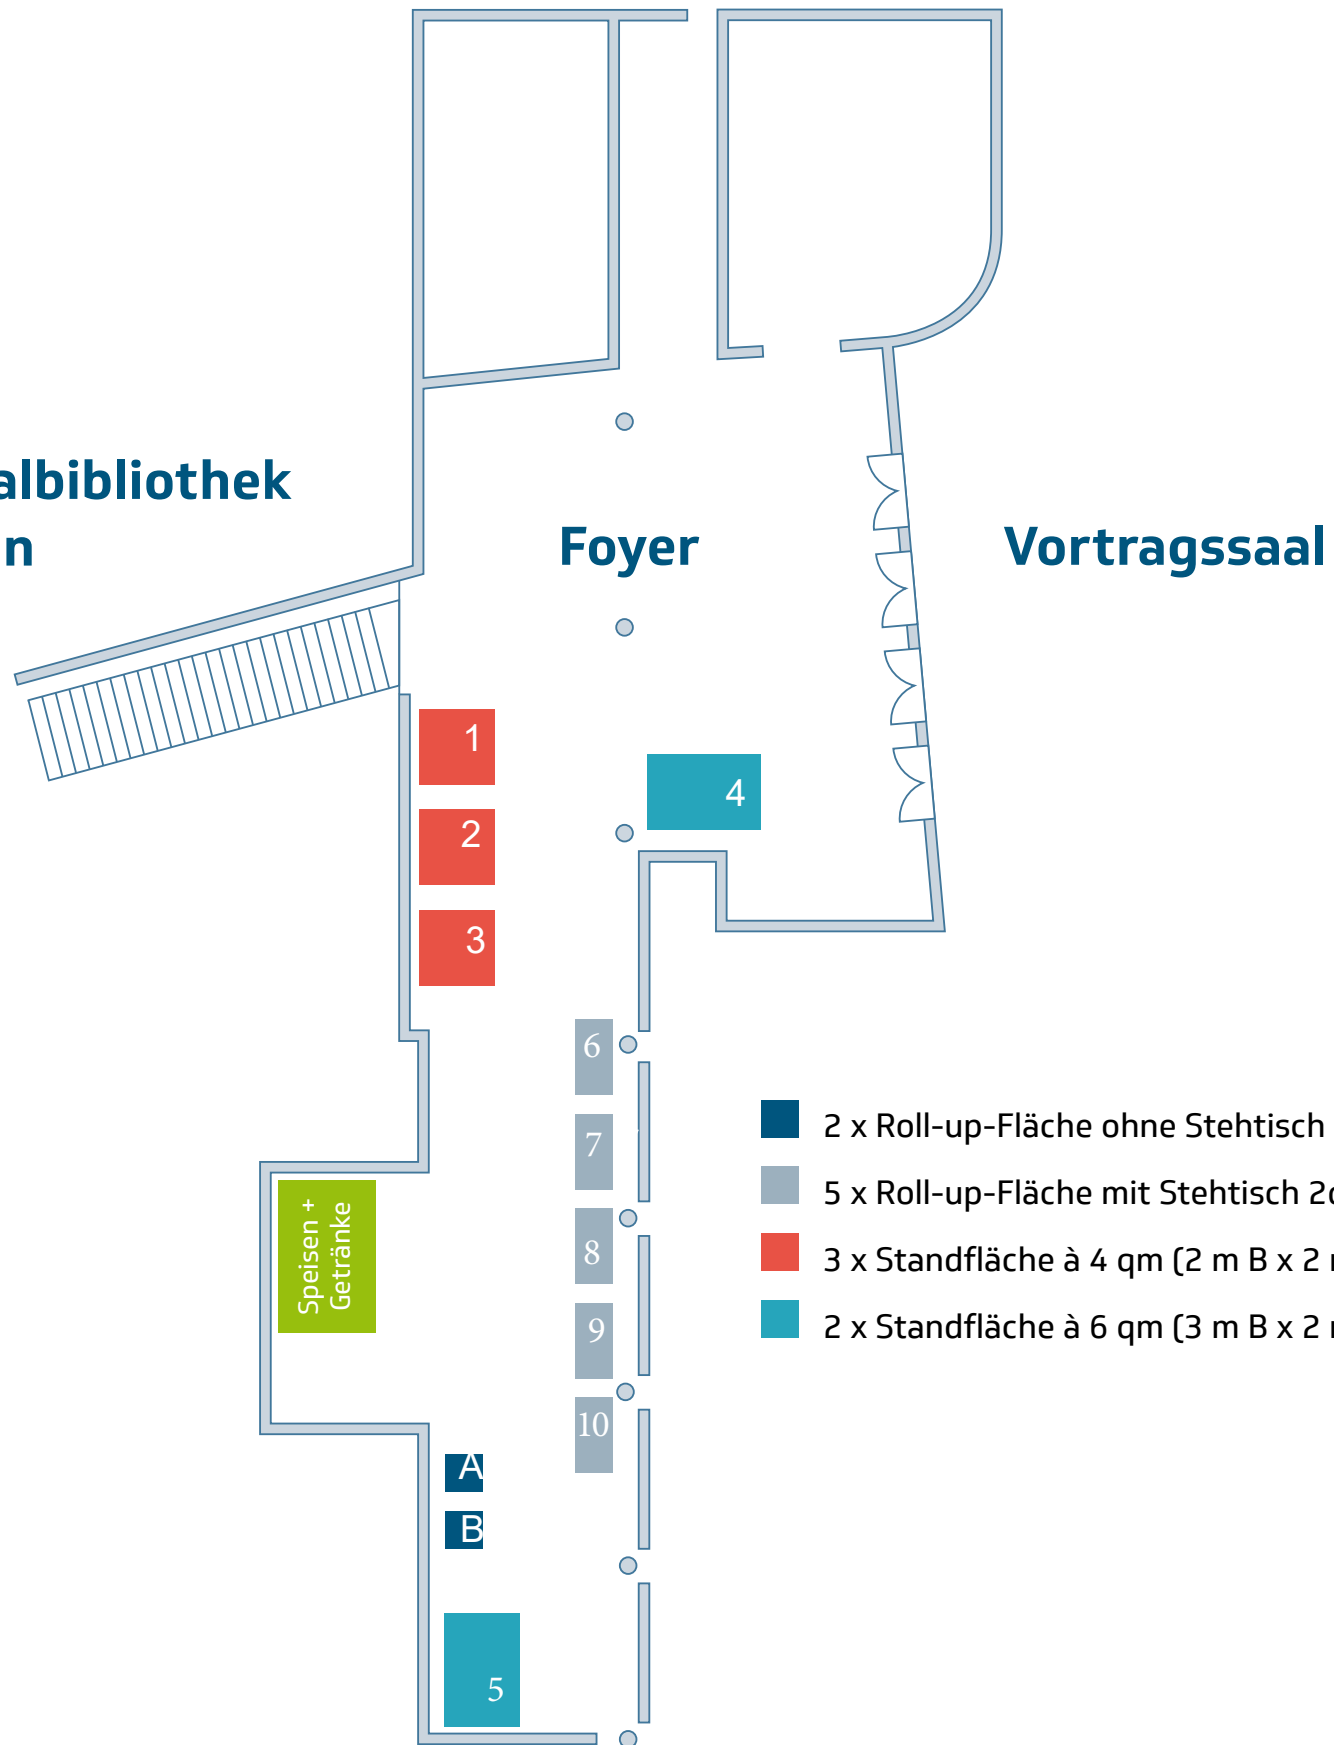 albibliothek
n
Foyer
Vortragssaal
1
2
3
4
6
7
8
9
10
Speisen +
Getränke
A
B
5
2 x Roll-up-Fläche ohne Stehtisch
5 x Roll-up-Fläche mit Stehtisch 2
3 x Standfläche à 4 qm (2 m B x 2
2 x Standfläche à 6 qm (3 m B x 2